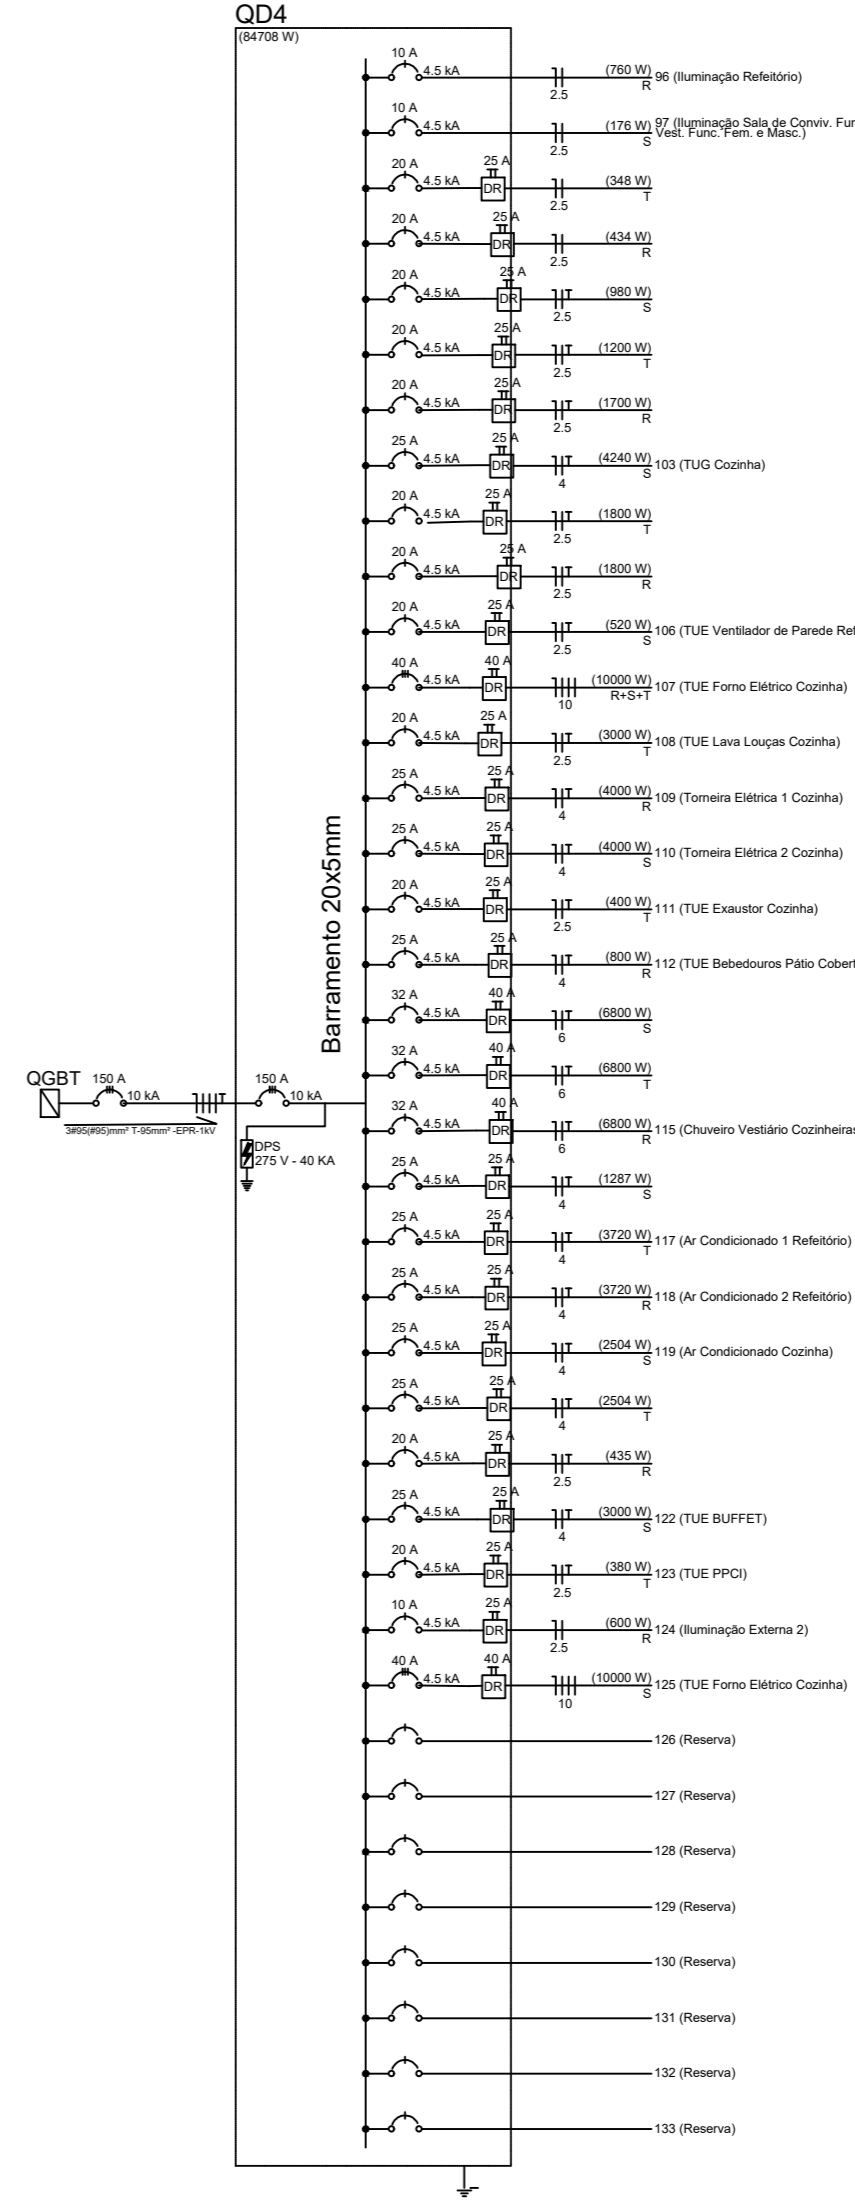 QD4
(84708 W)
10 A
4.5 kA
2.5
(760 W)
R
96 (Iluminação Refeitório)
10 A
4.5 kA
2.5
(176 W)
S
97 (Iluminação Sala de Conviv.
Vest. Func. Fem. e Masc.)
20 A
4.5 kA
25 A
DR
2.5
(348 W)
T
20 A
4.5 kA
25 A
DR
2.5
(434 W)
R
20 A
4.5 kA
25 A
DR
2.5
(980 W)
S
20 A
4.5 kA
25 A
DR
2.5
(1200 W)
T
20 A
4.5 kA
25 A
DR
2.5
(1700 W)
R
25 A
4.5 kA
25 A
DR
4
(4240 W)
S
103 (TUG Cozinha)
20 A
4.5 kA
25 A
DR
2.5
(1800 W)
T
20 A
4.5 kA
25 A
DR
2.5
(1800 W)
R
20 A
4.5 kA
25 A
DR
2.5
(520 W)
S
106 (TUE Ventilador de Parede
40 A
4.5 kA
40 A
DR
10
(10000 W)
R+S+T
107 (TUE Forno Elétrico Cozinha)
20 A
4.5 kA
25 A
DR
2.5
(3000 W)
T
108 (TUE Lava Louças Cozinha)
25 A
4.5 kA
25 A
DR
4
(4000 W)
R
109 (Torneira Elétrica 1 Cozinha)
25 A
4.5 kA
25 A
DR
4
(4000 W)
S
110 (Torneira Elétrica 2 Cozinha)
20 A
4.5 kA
25 A
DR
2.5
(400 W)
T
111 (TUE Exaustor Cozinha)
25 A
4.5 kA
25 A
DR
4
(800 W)
R
112 (TUE Bebedouros Pátio
Barramento 20x5mm
32 A
4.5 kA
40 A
DR
6
(6800 W)
S
32 A
4.5 kA
40 A
DR
6
(6800 W)
T
QGBT
150 A
10 kA
3#95(#95)mm² T-95mm² -EPR-1kV
150 A
10 kA
DPS
275 V - 40 KA
32 A
4.5 kA
40 A
DR
6
(6800 W)
R
115 (Chuveiro Vestiário Cozinheiras
25 A
4.5 kA
25 A
DR
4
(1287 W)
S
25 A
4.5 kA
25 A
DR
4
(3720 W)
T
117 (Ar Condicionado 1 Refeitório)
25 A
4.5 kA
25 A
DR
4
(3720 W)
R
118 (Ar Condicionado 2 Refeitório)
25 A
4.5 kA
25 A
DR
4
(2504 W)
S
119 (Ar Condicionado Cozinha)
25 A
4.5 kA
25 A
DR
4
(2504 W)
T
20 A
4.5 kA
25 A
DR
2.5
(435 W)
R
25 A
4.5 kA
25 A
DR
4
(3000 W)
S
122 (TUE BUFFET)
20 A
4.5 kA
25 A
DR
2.5
(380 W)
T
123 (TUE PPCI)
10 A
4.5 kA
25 A
DR
2.5
(600 W)
R
124 (Iluminação Externa 2)
40 A
4.5 kA
40 A
DR
10
(10000 W)
S
125 (TUE Forno Elétrico Cozinha)
126 (Reserva)
127 (Reserva)
128 (Reserva)
129 (Reserva)
130 (Reserva)
131 (Reserva)
132 (Reserva)
133 (Reserva)